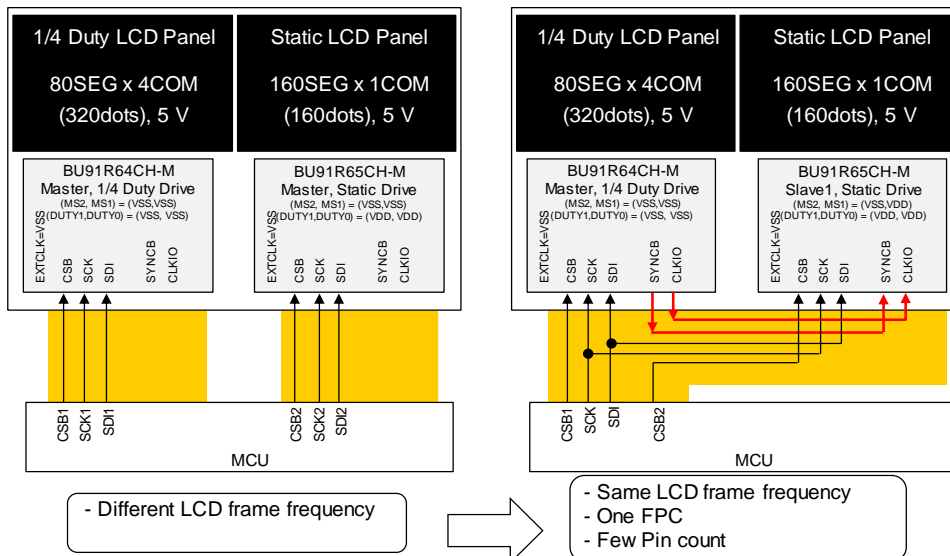 1/4 Duty LCD Panel
80SEG x 4COM
(320dots), 5 V
Static LCD Panel
160SEG x 1COM
(160dots), 5 V
BU91R64CH-M
Master, 1/4 Duty Drive
(MS2, MS1) = (VSS,VSS)
(DUTY1,DUTY0) = (VSS, VSS)
EXTCLK=VSS
CSB
SCK
SDI
SYNCB
CLKIO
BU91R65CH-M
Master, Static Drive
(MS2, MS1) = (VSS,VSS)
(DUTY1,DUTY0) = (VDD, VDD)
EXTCLK=VSS
CSB
SCK
SDI
SYNCB
CLKIO
CSB1
SCK1
SDI1
CSB2
SCK2
SDI2
MCU
- Different LCD frame frequency
1/4 Duty LCD Panel
80SEG x 4COM
(320dots), 5 V
Static LCD Panel
160SEG x 1COM
(160dots), 5 V
BU91R64CH-M
Master, 1/4 Duty Drive
(MS2, MS1) = (VSS,VSS)
(DUTY1,DUTY0) = (VSS, VSS)
EXTCLK=VSS
CSB
SCK
SDI
SYNCB
CLKIO
BU91R65CH-M
Slave1, Static Drive
(MS2, MS1) = (VSS,VDD)
(DUTY1,DUTY0) = (VDD, VDD)
EXTCLK=VSS
CSB
SCK
SDI
SYNCB
CLKIO
CSB1
SCK
SDI
CSB2
MCU
- Same LCD frame frequency
- One FPC
- Few Pin count